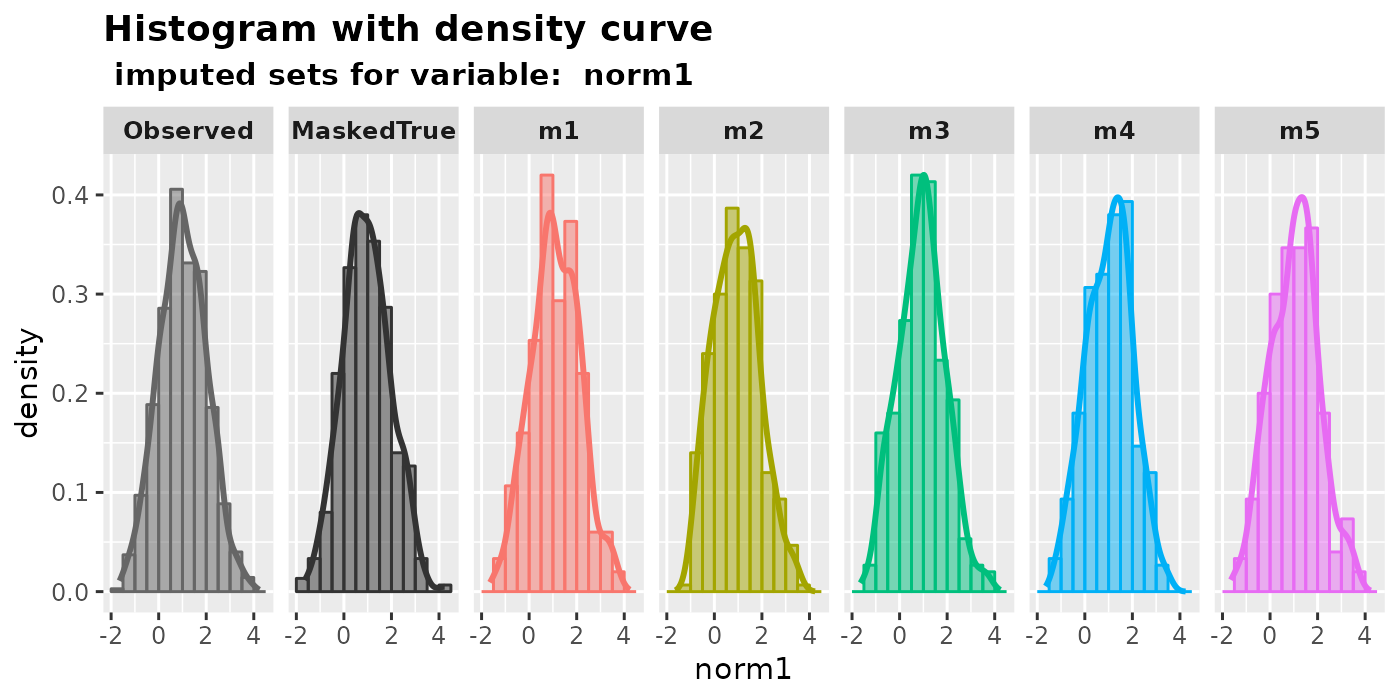 Histogram with density curve
imputed sets for variable:  norm1
Observed MaskedTrue m1 m2 m3 m4 m5
0.4
0.3
0.2
0.1
0.0
density
-2 0 2 4 -2 0 2 4 -2 0 2 4 -2 0 2 4 -2 0 2 4 -2 0 2 4 -2 0 2 4
norm1